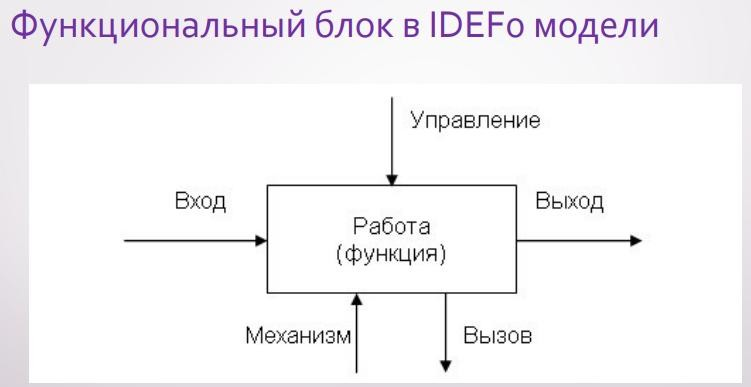 Функциональный блок в IDEF0 модели
Управление
Вход
Выход
Работа
(функция)
Механизм
Вызов